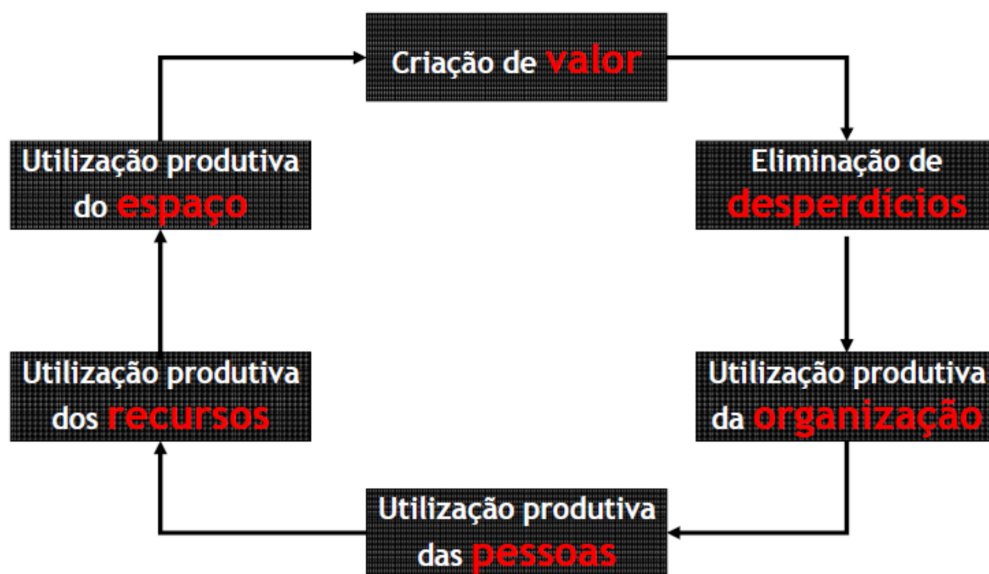 Criação de valor
Eliminação de
desperdícios
Utilização produtiva
da organização
Utilização produtiva
das pessoas
Utilização produtiva
dos recursos
Utilização produtiva
do espaço